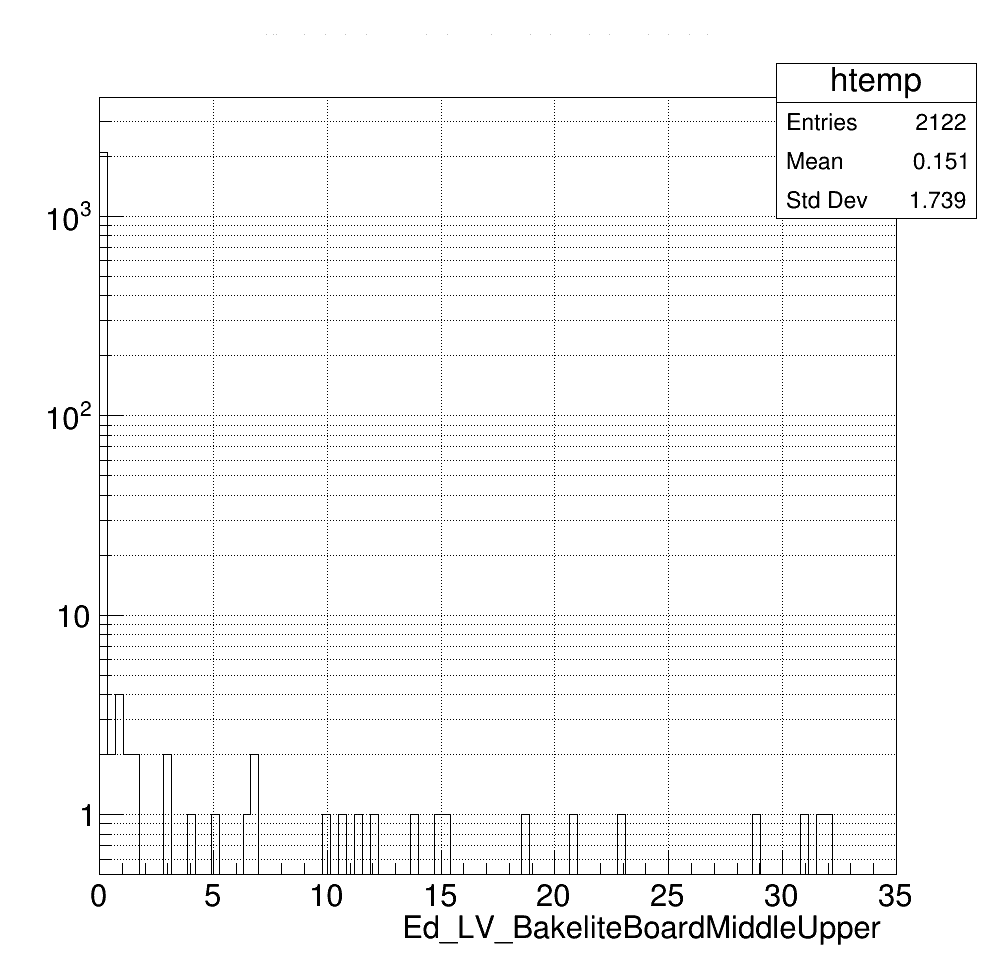 htemp
Entries 2122
Mean 0.151
Std Dev 1.739
10³
10²
10
1
0 5 10 15 20 25 30 35
Ed_LV_BakeliteBoardMiddleUpper